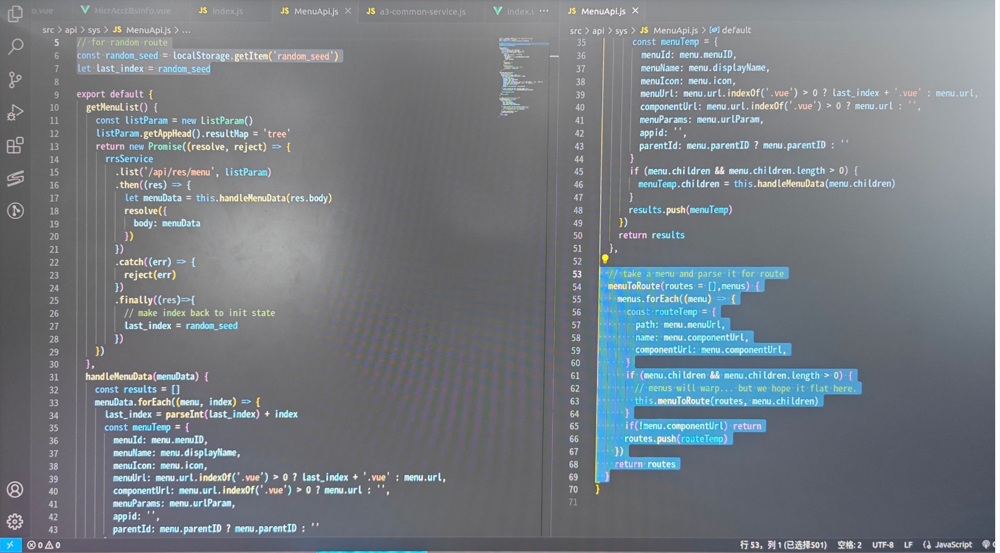 o.vue
HicrAcctBsInfo.vue
JS index.js
JS MenuApi.js
JS a3-common-service.js
index.
JS MenuApi.js
src > api > sys > JS MenuApi.js > ...
5 // for random route
6 const random_seed = localStorage.getItem('random_seed')
7 let last_index = random_seed
8
9 export default {
10 getMenuList() {
11 const listParam = new ListParam()
12 listParam.getAppHead().resultMap = 'tree'
13 return new Promise((resolve, reject) => {
14 rrsService
15 .list('/api/res/menu', listParam)
16 .then((res) => {
17 let menuData = this.handleMenuData(res.body)
18 resolve({
19 body: menuData
20 })
21 })
22 .catch((err) => {
23 reject(err)
24 })
25 .finally((res)=>{
26 // make index back to init state
27 last_index = random_seed
28 })
29 })
30 },
31 handleMenuData(menuData) {
32 const results = []
33 menuData.forEach((menu, index) => {
34 last_index = parseInt(last_index) + index
35 const menuTemp = {
36 menuId: menu.menuID,
37 menuName: menu.displayName,
38 menuIcon: menu.icon,
39 menuUrl: menu.url.indexOf('.vue') > 0 ? last_index + '.vue' : menu.url,
40 componentUrl: menu.url.indexOf('.vue') > 0 ? menu.url : '',
41 menuParams: menu.urlParam,
42 appid: '',
43 parentId: menu.parentID ? menu.parentID : ''
src > api > sys > JS MenuApi.js > default
35 const menuTemp = {
36 menuId: menu.menuID,
37 menuName: menu.displayName,
38 menuIcon: menu.icon,
39 menuUrl: menu.url.indexOf('.vue') > 0 ? last_index + '.vue' : menu.url,
40 componentUrl: menu.url.indexOf('.vue') > 0 ? menu.url : '',
41 menuParams: menu.urlParam,
42 appid: '',
43 parentId: menu.parentID ? menu.parentID : ''
44 }
45 if (menu.children && menu.children.length > 0) {
46 menuTemp.children = this.handleMenuData(menu.children)
47 }
48 results.push(menuTemp)
49 })
50 return results
51 },
52
53 // take a menu and parse it for route
54 menuToRoute(routes = [],menus) {
55 menus.forEach((menu) => {
56 const routeTemp = {
57 path: menu.menuUrl,
58 name: menu.componentUrl,
59 componentUrl: menu.componentUrl,
60 }
61 if (menu.children && menu.children.length > 0) {
62 // menus will warp... but we hope it flat here.
63 this.menuToRoute(routes, menu.children)
64 }
65 if(!menu.componentUrl) return
66 routes.push(routeTemp)
67 })
68 return routes
69 }
70 }
71
0 0
行 53，列 1 (已选择501) 空格: 2 UTF-8 LF {} JavaScript